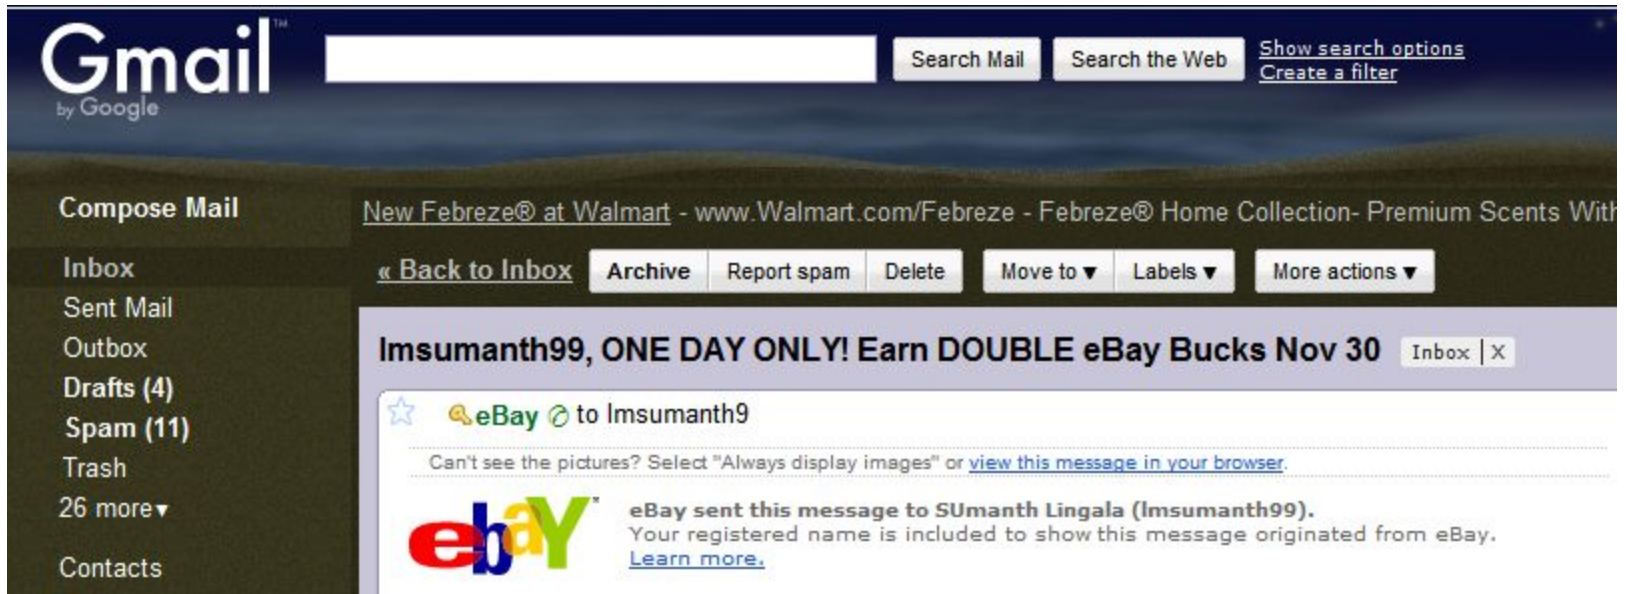 Gmail™
by Google
Search Mail
Search the Web
Show search options
Create a filter
Compose Mail
Inbox
Sent Mail
Outbox
Drafts (4)
Spam (11)
Trash
26 more▼
Contacts
New Febreze® at Walmart - www.Walmart.com/Febreze - Febreze® Home Collection- Premium Scents With
« Back to Inbox
Archive
Report spam
Delete
Move to ▼
Labels ▼
More actions ▼
lmsumanth99, ONE DAY ONLY! Earn DOUBLE eBay Bucks Nov 30
Inbox | X
eBay to lmsumanth9
Can't see the pictures? Select "Always display images" or view this message in your browser.
ebaY
eBay sent this message to SUmanth Lingala (lmsumanth99).
Your registered name is included to show this message originated from eBay.
Learn more.